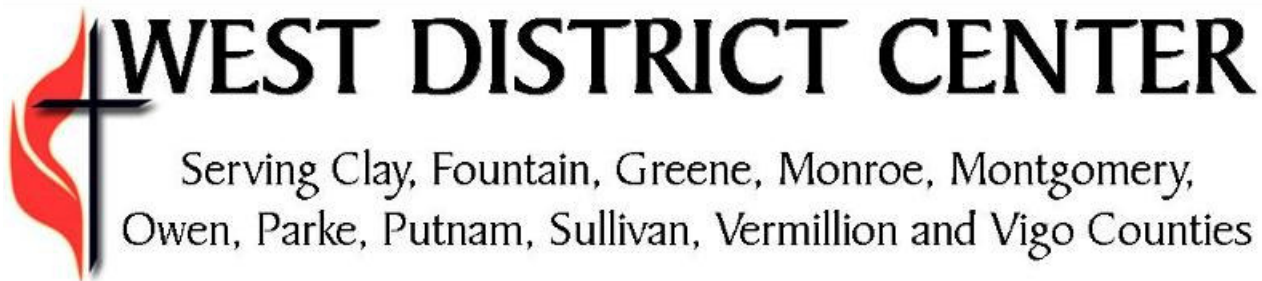 WEST DISTRICT CENTER
Serving Clay, Fountain, Greene, Monroe, Montgomery,
Owen, Parke, Putnam, Sullivan, Vermillion and Vigo Counties